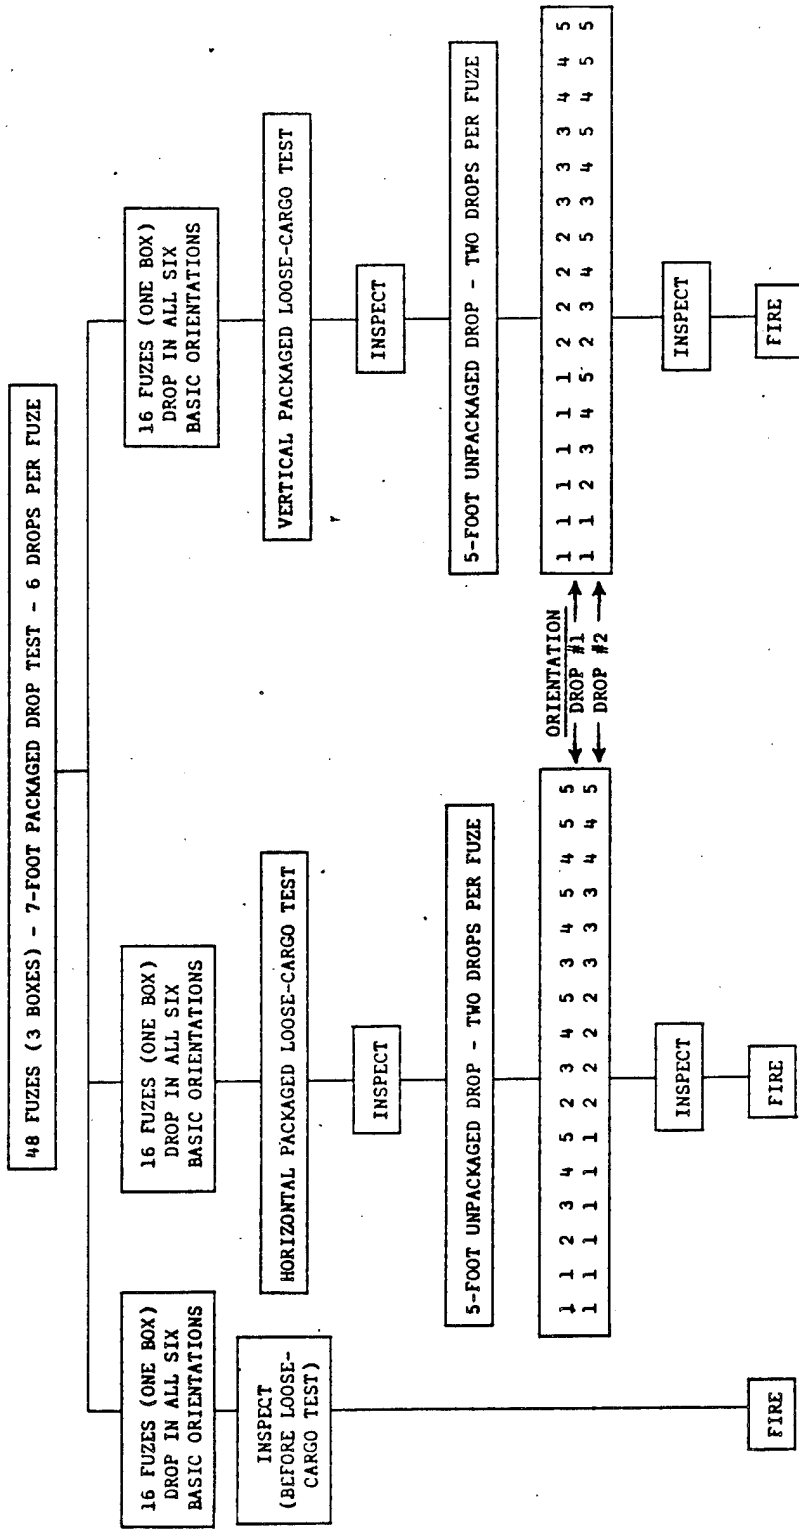 48 FUZES (3 BOXES) - 7-FOOT PACKAGED DROP TEST - 6 DROPS PER FUZE
16 FUZES (ONE BOX)
DROP IN ALL SIX
BASIC ORIENTATIONS
INSPECT
(BEFORE LOOSE-
CARGO TEST)
FIRE
16 FUZES (ONE BOX)
DROP IN ALL SIX
BASIC ORIENTATIONS
HORIZONTAL PACKAGED LOOSE-CARGO TEST
INSPECT
5-FOOT UNPACKAGED DROP - TWO DROPS PER FUZE
1 1 2 3 4 5 2 3 4 5 3 4 5 4 5 5
1 1 1 1 1 1 2 2 2 2 3 3 3 4 4 5
INSPECT
FIRE
ORIENTATION
DROP #1
DROP #2
16 FUZES (ONE BOX)
DROP IN ALL SIX
BASIC ORIENTATIONS
VERTICAL PACKAGED LOOSE-CARGO TEST
INSPECT
5-FOOT UNPACKAGED DROP - TWO DROPS PER FUZE
1 1 1 1 1 1 2 2 2 2 3 3 3 4 4 5
1 1 2 3 4 5 2 3 4 5 3 4 5 4 5 5
INSPECT
FIRE